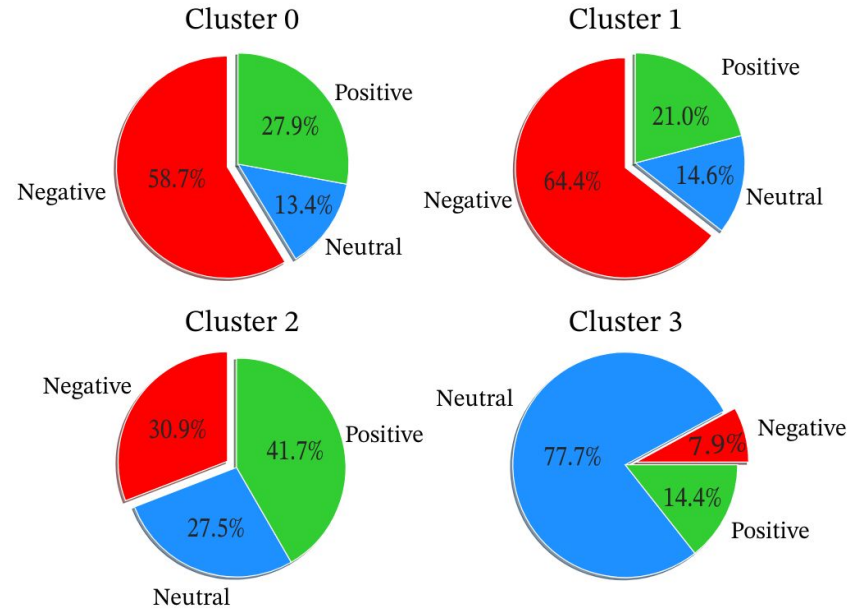 Cluster 0
Positive
27.9%
Negative
58.7%
13.4%
Neutral
Cluster 1
Positive
21.0%
Negative
64.4%
14.6%
Neutral
Cluster 2
Negative
30.9%
41.7%
Positive
27.5%
Neutral
Cluster 3
Neutral
77.7%
7.9%
Negative
14.4%
Positive